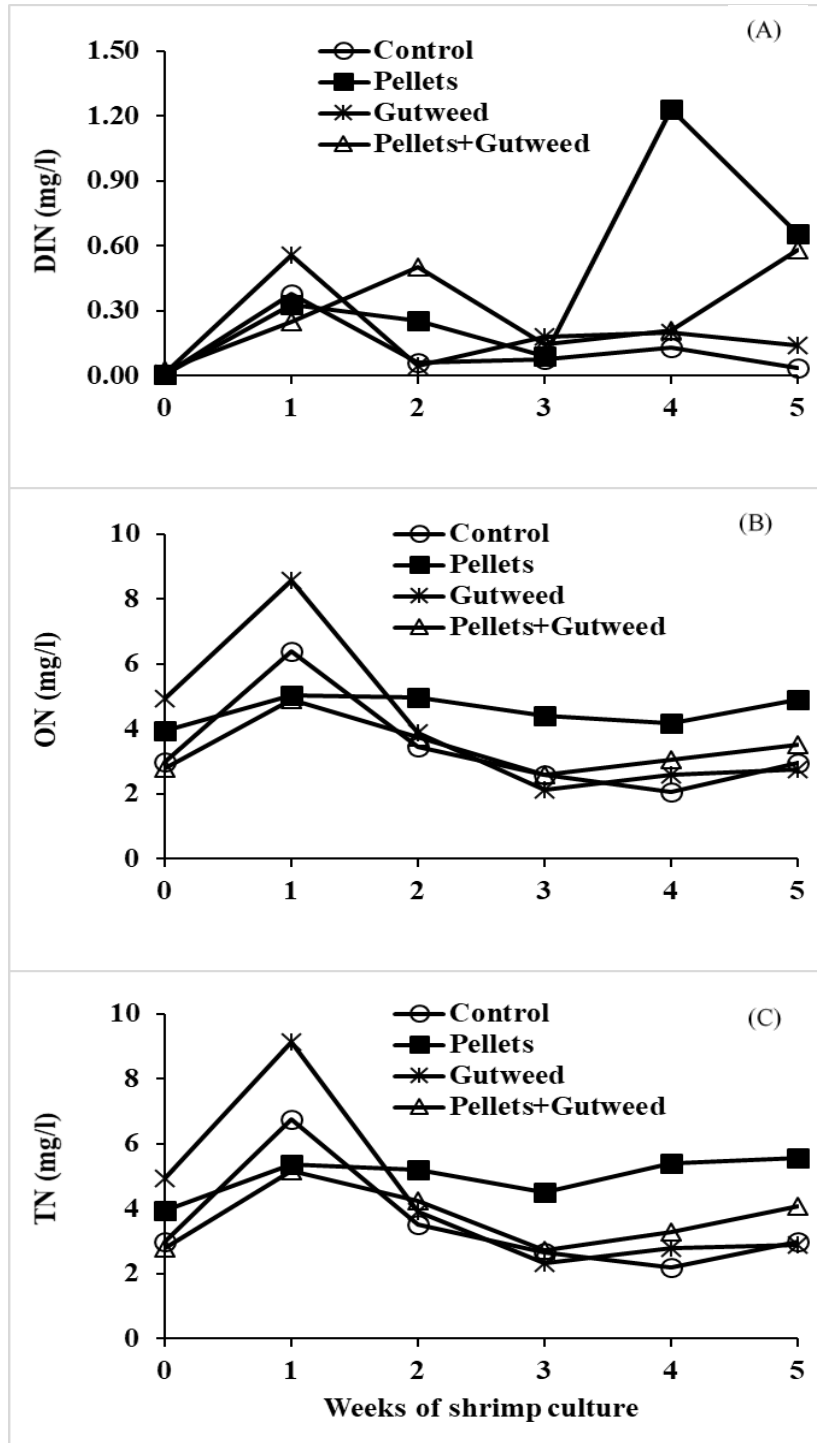 (A)
Control
Pellets
Gutweed
Pellets+Gutweed
DIN (mg/l)
1.50
1.20
0.90
0.60
0.30
0.00
0 1 2 3 4 5
(B)
Control
Pellets
Gutweed
Pellets+Gutweed
ON (mg/l)
10
8
6
4
2
0
0 1 2 3 4 5
(C)
Control
Pellets
Gutweed
Pellets+Gutweed
TN (mg/l)
10
8
6
4
2
0
0 1 2 3 4 5
Weeks of shrimp culture